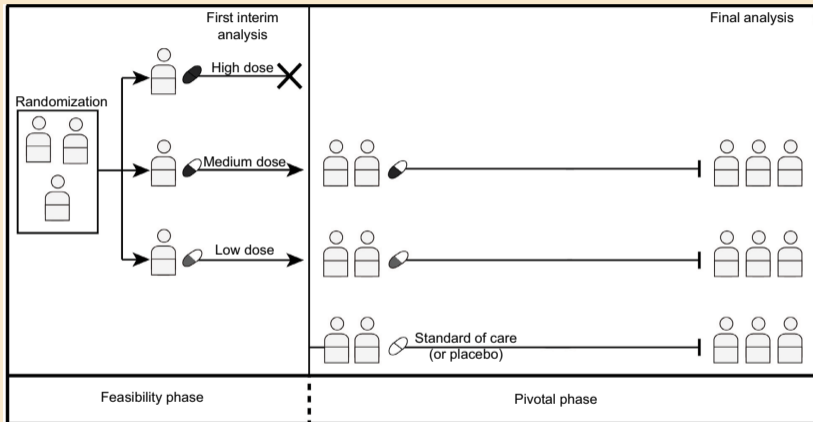 First interim
analysis
Final analysis
High dose
Randomization
Medium dose
Low dose
Standard of care
(or placebo)
Feasibility phase
Pivotal phase